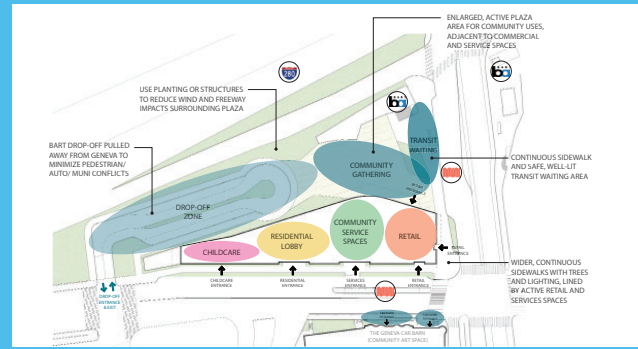 ENLARGED, ACTIVE PLAZA
AREA FOR COMMUNITY USES,
ADJACENT TO COMMERCIAL
AND SERVICE SPACES
280
ba
ba
USE PLANTING OR STRUCTURES
TO REDUCE WIND AND FREEWAY
IMPACTS SURROUNDING PLAZA
BART DROP-OFF PULLED
AWAY FROM GENEVA TO
MINIMIZE PEDESTRIAN/
AUTO/ MUNI CONFLICTS
TRANSIT
WAITING
COMMUNITY
GATHERING
CONTINUOUS SIDEWALK
AND SAFE, WELL-LIT
TRANSIT WAITING AREA
DROP-OFF
ZONE
CHILDCARE
RESIDENTIAL
LOBBY
COMMUNITY
SERVICE
SPACES
RETAIL
RETAIL
ENTRANCE
WIDER, CONTINUOUS
SIDEWALKS WITH TREES
AND LIGHTING, LINED
BY ACTIVE RETAIL AND
SERVICES SPACES
CHILDCARE
ENTRANCE
RESIDENTIAL
ENTRANCE
SERVICES
ENTRANCE
RETAIL
ENTRANCE
DROP-OFF
ENTRANCE
& EXIT
THE GENEVA CAR BARN
(COMMUNITY ART SPACE)